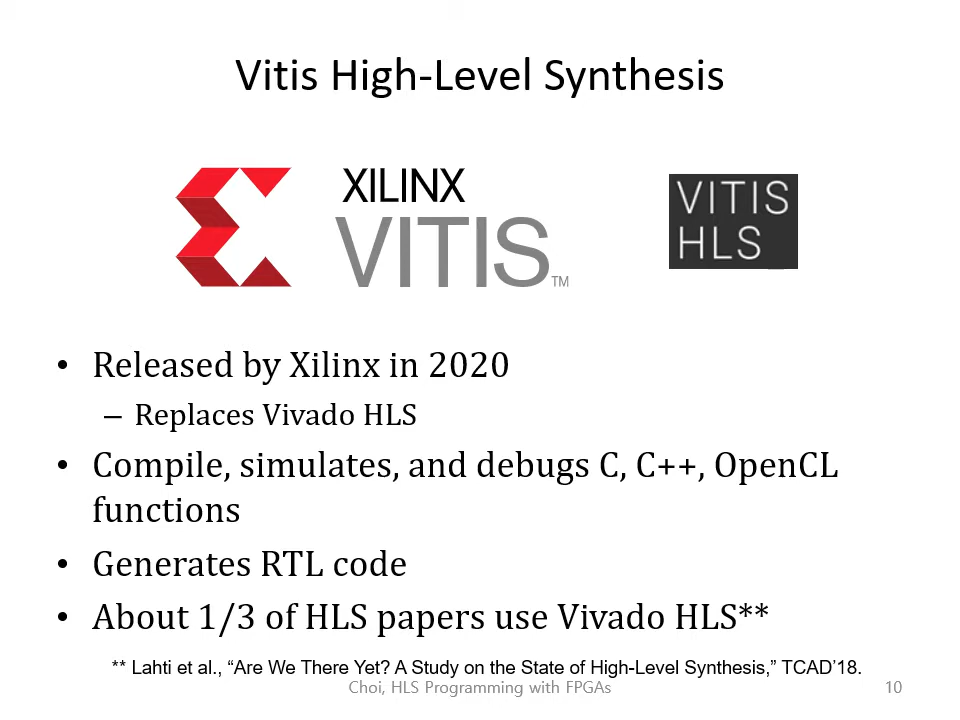 Vitis High-Level Synthesis
XILINX
VITIS™
VITIS
HLS
• Released by Xilinx in 2020
– Replaces Vivado HLS
• Compile, simulates, and debugs C, C++, OpenCL
functions
• Generates RTL code
• About 1/3 of HLS papers use Vivado HLS**
** Lahti et al., “Are We There Yet? A Study on the State of High-Level Synthesis,” TCAD’18.
Choi, HLS Programming with FPGAs
10